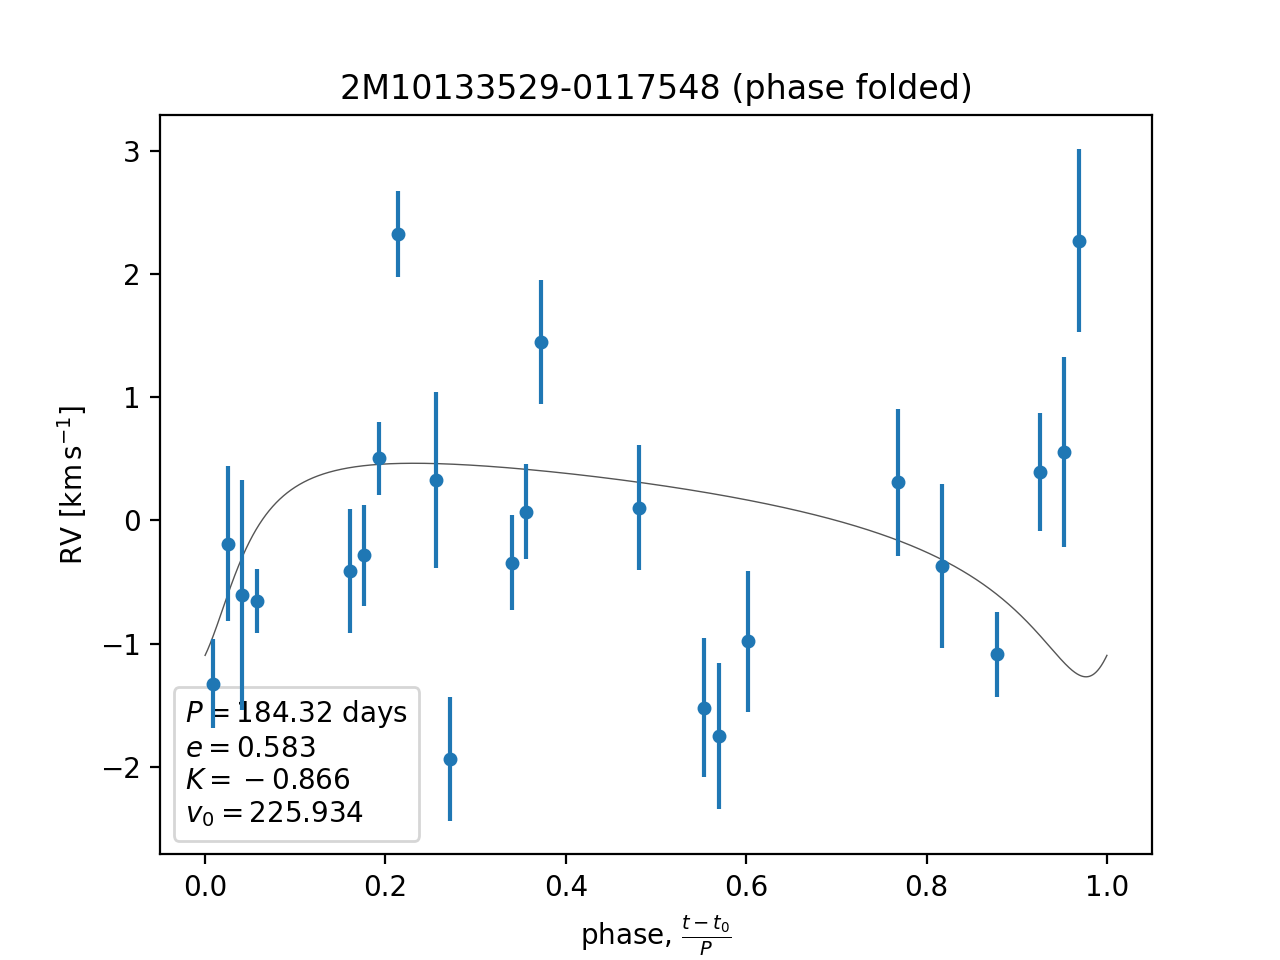 2M10133529-0117548 (phase folded)
3
2
1
0
−1
−2
RV [km s⁻¹]
P = 184.32 days
e = 0.583
K = −0.866
v₀ = 225.934
0.0 0.2 0.4 0.6 0.8 1.0
phase, (t − t₀)/P